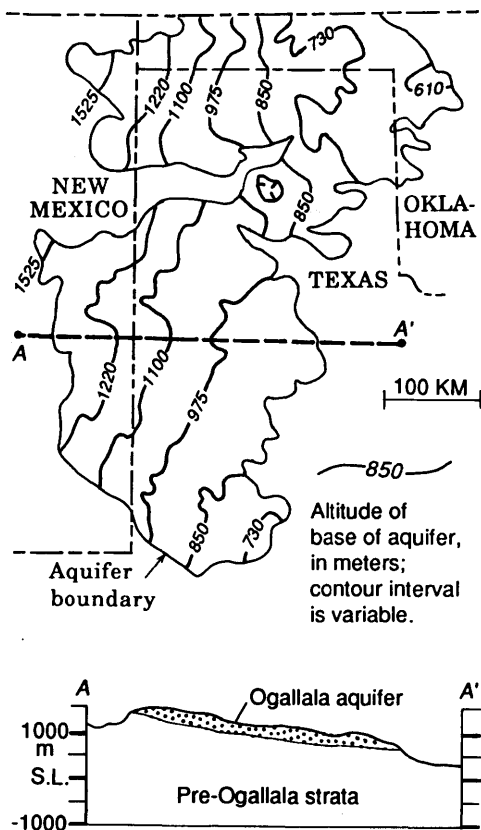 1525
1220
1100
975
850
730
610
NEW
MEXICO
850
OKLA-
HOMA
TEXAS
1525
A
A'
1220
1100
975
100 KM
850
730
850
Aquifer
boundary
Altitude of
base of aquifer,
in meters;
contour interval
is variable.
A
A'
Ogallala aquifer
1000
m
S.L.
-1000
Pre-Ogallala strata